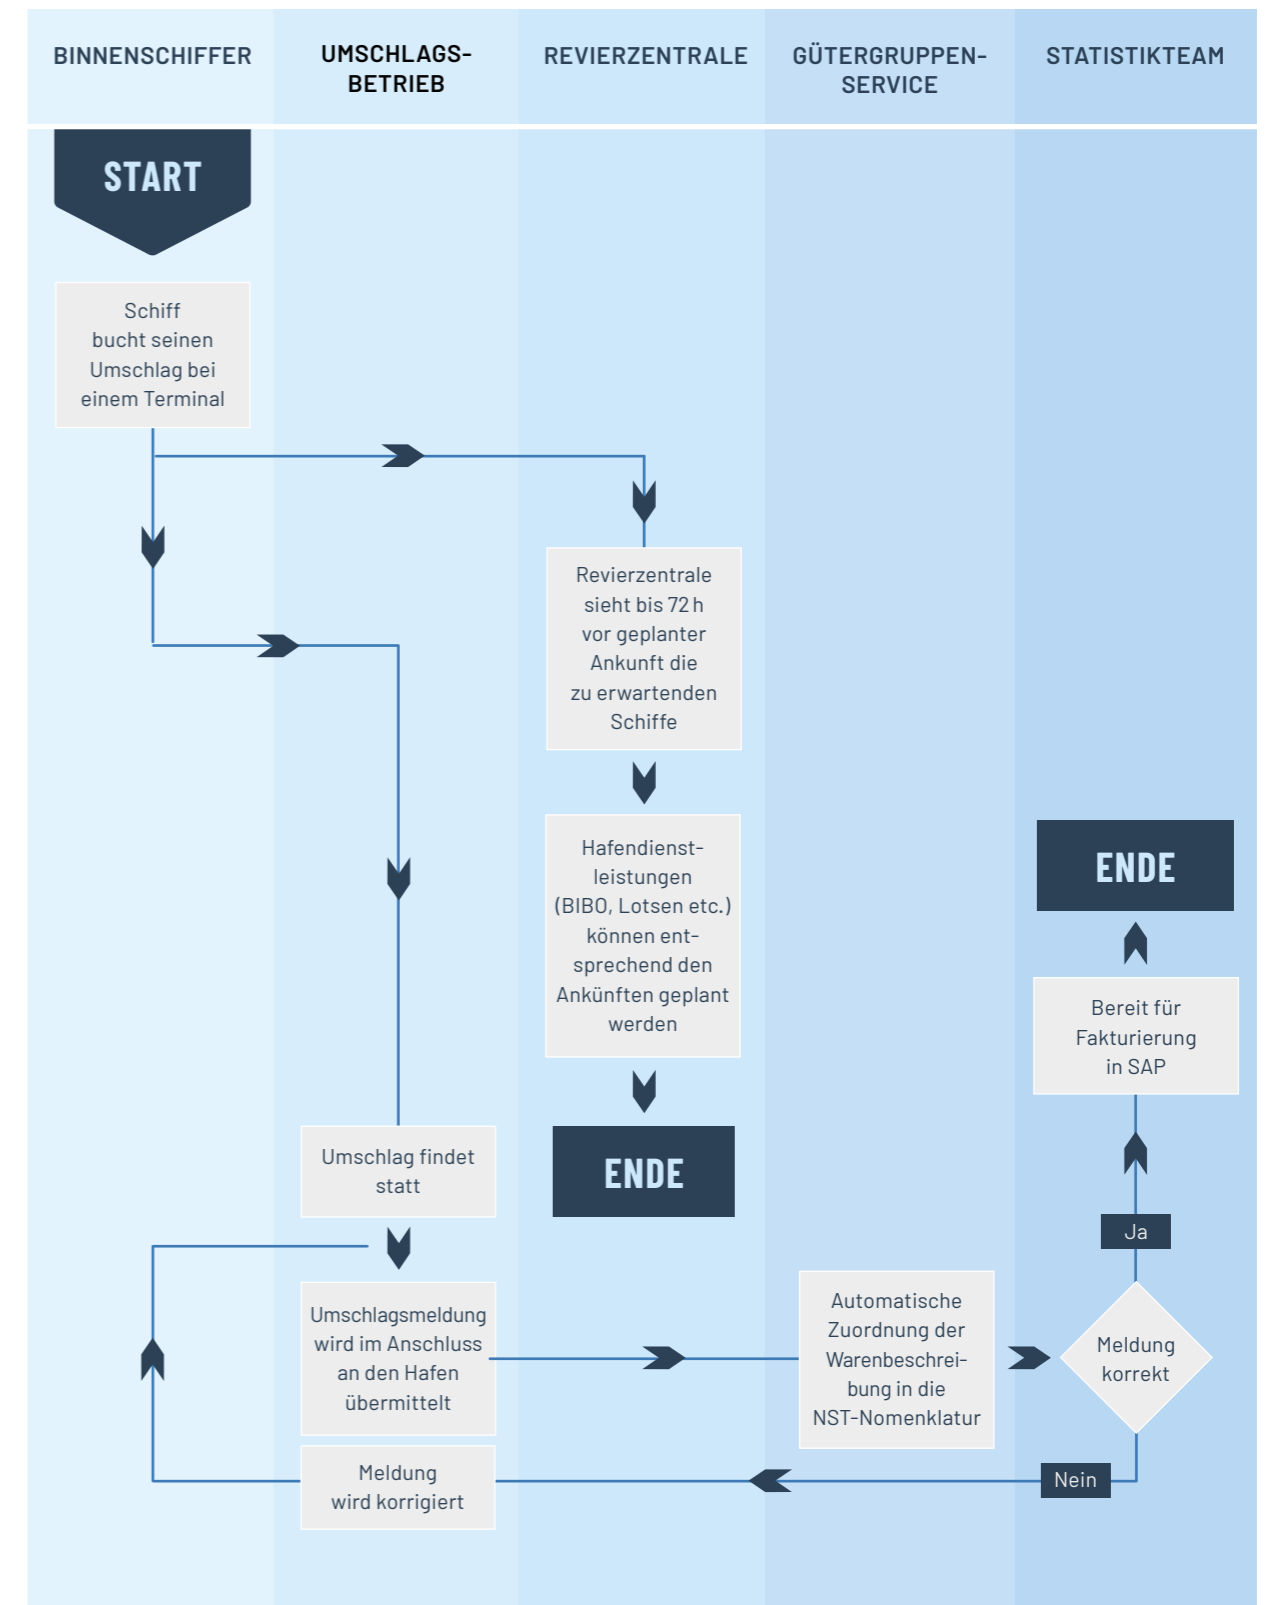 BINNENSCHIFFER
UMSCHLAGS-
BETRIEB
REVIERZENTRALE
GÜTERGRUPPEN-
SERVICE
STATISTIKTEAM
START
Schiff
bucht seinen
Umschlag bei
einem Terminal
Revierzentrale
sieht bis 72 h
vor geplanter
Ankunft die
zu erwartenden
Schiffe
Hafendienst-
leistungen
(BIBO, Lotsen etc.)
können ent-
sprechend den
Ankünften geplant
werden
ENDE
Umschlag findet
statt
Umschlagsmeldung
wird im Anschluss
an den Hafen
übermittelt
Automatische
Zuordnung der
Warenbeschrei-
bung in die
NST-Nomenklatur
Meldung
korrekt
Ja
Bereit für
Fakturierung
in SAP
ENDE
Nein
Meldung
wird korrigiert